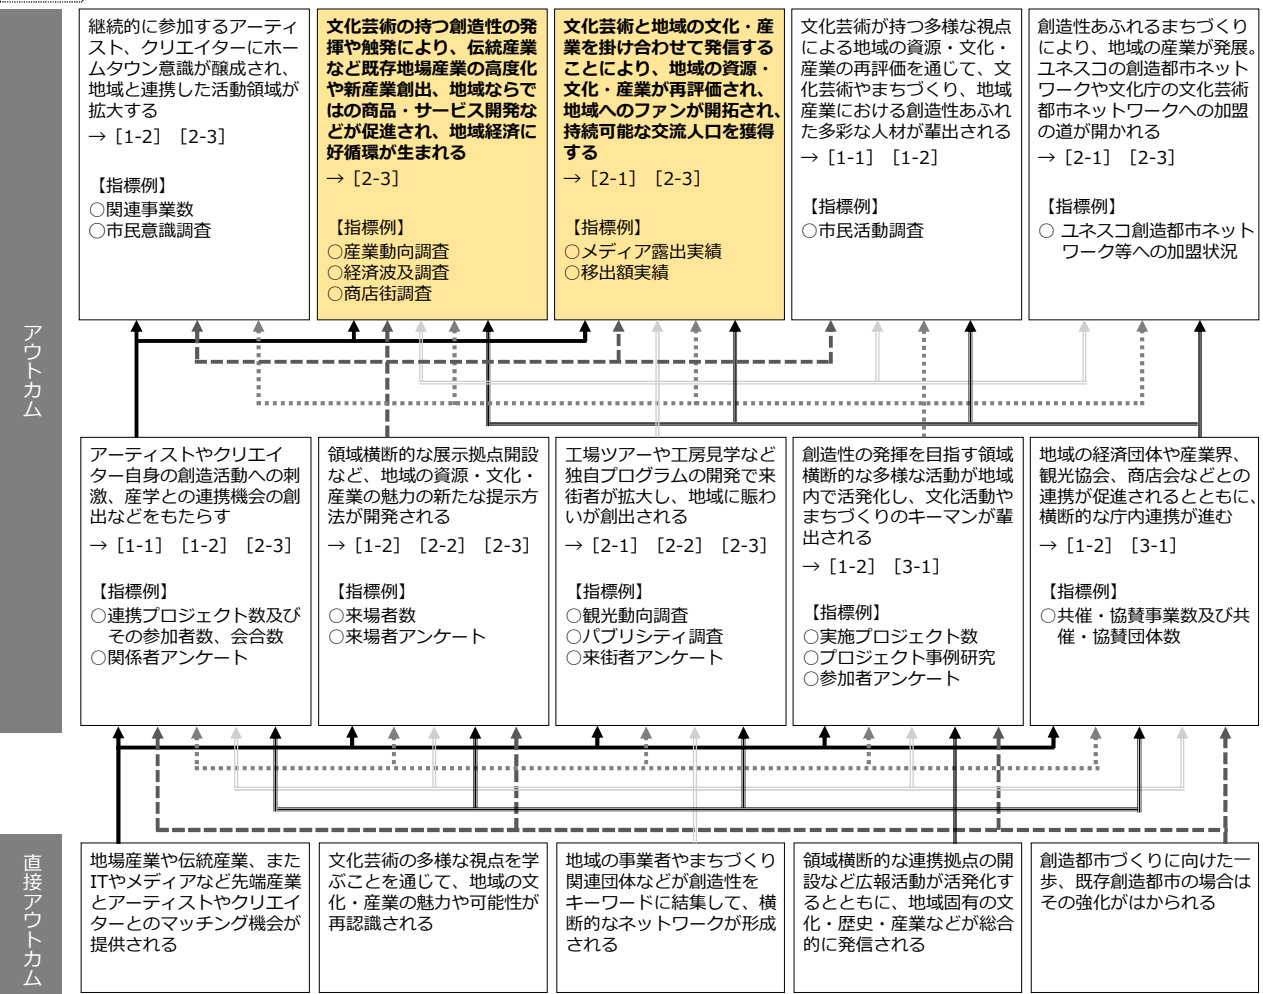 アウトカム
継続的に参加するアーティ
スト、クリエイターにホー
ムタウン意識が醸成され、
地域と連携した活動領域が
拡大する
→［1-2］［2-3］
【指標例】
○関連事業数
○市民意識調査
文化芸術の持つ創造性の発
揮や触発により、伝統産業
など既存地場産業の高度化
や新産業創出、地域ならで
はの商品・サービス開発な
どが促進され、地域経済に
好循環が生まれる
→［2-3］
【指標例】
○産業動向調査
○経済波及調査
○商店街調査
文化芸術と地域の文化・産
業を掛け合わせて発信する
ことにより、地域の資源・
文化・産業が再評価され、
地域へのファンが開拓され、
持続可能な交流人口を獲得
する
→［2-1］［2-3］
【指標例】
○メディア露出実績
○移出額実績
文化芸術が持つ多様な視点
による地域の資源・文化・
産業の再評価を通じて、文
化芸術やまちづくり、地域
産業における創造性あふれ
た多彩な人材が輩出される
→［1-1］［1-2］
【指標例】
○市民活動調査
創造性あふれるまちづくり
により、地域の産業が発展。
ユネスコの創造都市ネット
ワークや文化庁の文化芸術
都市ネットワークへの加盟
の道が開かれる
→［2-1］［2-3］
【指標例】
○ ユネスコ創造都市ネット
ワーク等への加盟状況
アーティストやクリエイ
ター自身の創造活動への刺
激、産学との連携機会の創
出などをもたらす
→［1-1］［1-2］［2-3］
【指標例】
○連携プロジェクト数及び
その参加者数、会合数
○関係者アンケート
領域横断的な展示拠点開設
など、地域の資源・文化・
産業の魅力の新たな提示方
法が開発される
→［1-2］［2-2］［2-3］
【指標例】
○来場者数
○来場者アンケート
工場ツアーや工房見学など
独自プログラムの開発で来
街者が拡大し、地域に賑わ
いが創出される
→［2-1］［2-2］［2-3］
【指標例】
○観光動向調査
○パブリシティ調査
○来街者アンケート
創造性の発揮を目指す領域
横断的な多様な活動が地域
内で活発化し、文化活動や
まちづくりのキーマンが輩
出される
→［1-2］［3-1］
【指標例】
○実施プロジェクト数
○プロジェクト事例研究
○参加者アンケート
地域の経済団体や産業界、
観光協会、商店会などとの
連携が促進されるとともに、
横断的な庁内連携が進む
→［1-2］［3-1］
【指標例】
○共催・協賛事業数及び共
催・協賛団体数
直接アウトカム
地場産業や伝統産業、また
ITやメディアなど先端産業
とアーティストやクリエイ
ターとのマッチング機会が
提供される
文化芸術の多様な視点を学
ぶことを通じて、地域の文
化・産業の魅力や可能性が
再認識される
地域の事業者やまちづくり
関連団体などが創造性を
キーワードに結集して、横
断的なネットワークが形成
される
領域横断的な連携拠点の開
設など広報活動が活発化す
るとともに、地域固有の文
化・歴史・産業などが総合
的に発信される
創造都市づくりに向けた一
歩、既存創造都市の場合は
その強化がはかられる